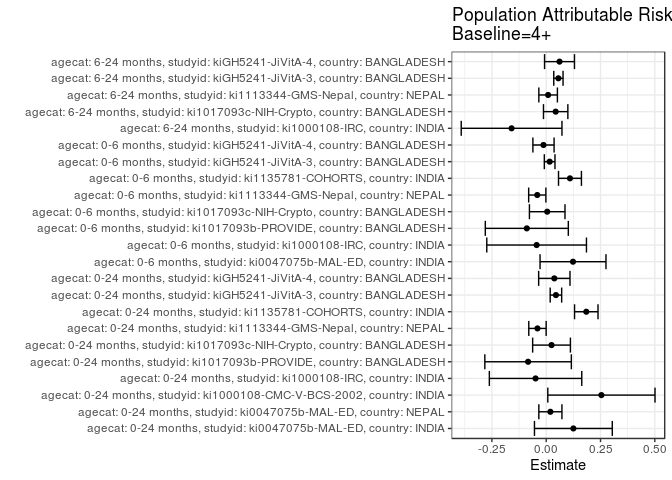 Population Attributable Risk
Baseline=4+
agecat: 6-24 months, studyid: kiGH5241-JiVitA-4, country: BANGLADESH
agecat: 6-24 months, studyid: kiGH5241-JiVitA-3, country: BANGLADESH
agecat: 6-24 months, studyid: ki1113344-GMS-Nepal, country: NEPAL
agecat: 6-24 months, studyid: ki1017093c-NIH-Crypto, country: BANGLADESH
agecat: 6-24 months, studyid: ki1000108-IRC, country: INDIA
agecat: 0-6 months, studyid: kiGH5241-JiVitA-4, country: BANGLADESH
agecat: 0-6 months, studyid: kiGH5241-JiVitA-3, country: BANGLADESH
agecat: 0-6 months, studyid: ki1135781-COHORTS, country: INDIA
agecat: 0-6 months, studyid: ki1113344-GMS-Nepal, country: NEPAL
agecat: 0-6 months, studyid: ki1017093c-NIH-Crypto, country: BANGLADESH
agecat: 0-6 months, studyid: ki1017093b-PROVIDE, country: BANGLADESH
agecat: 0-6 months, studyid: ki1000108-IRC, country: INDIA
agecat: 0-6 months, studyid: ki0047075b-MAL-ED, country: INDIA
agecat: 0-24 months, studyid: kiGH5241-JiVitA-4, country: BANGLADESH
agecat: 0-24 months, studyid: kiGH5241-JiVitA-3, country: BANGLADESH
agecat: 0-24 months, studyid: ki1135781-COHORTS, country: INDIA
agecat: 0-24 months, studyid: ki1113344-GMS-Nepal, country: NEPAL
agecat: 0-24 months, studyid: ki1017093c-NIH-Crypto, country: BANGLADESH
agecat: 0-24 months, studyid: ki1017093b-PROVIDE, country: BANGLADESH
agecat: 0-24 months, studyid: ki1000108-IRC, country: INDIA
agecat: 0-24 months, studyid: ki1000108-CMC-V-BCS-2002, country: INDIA
agecat: 0-24 months, studyid: ki0047075b-MAL-ED, country: NEPAL
agecat: 0-24 months, studyid: ki0047075b-MAL-ED, country: INDIA
-0.25 0.00 0.25 0.50
Estimate